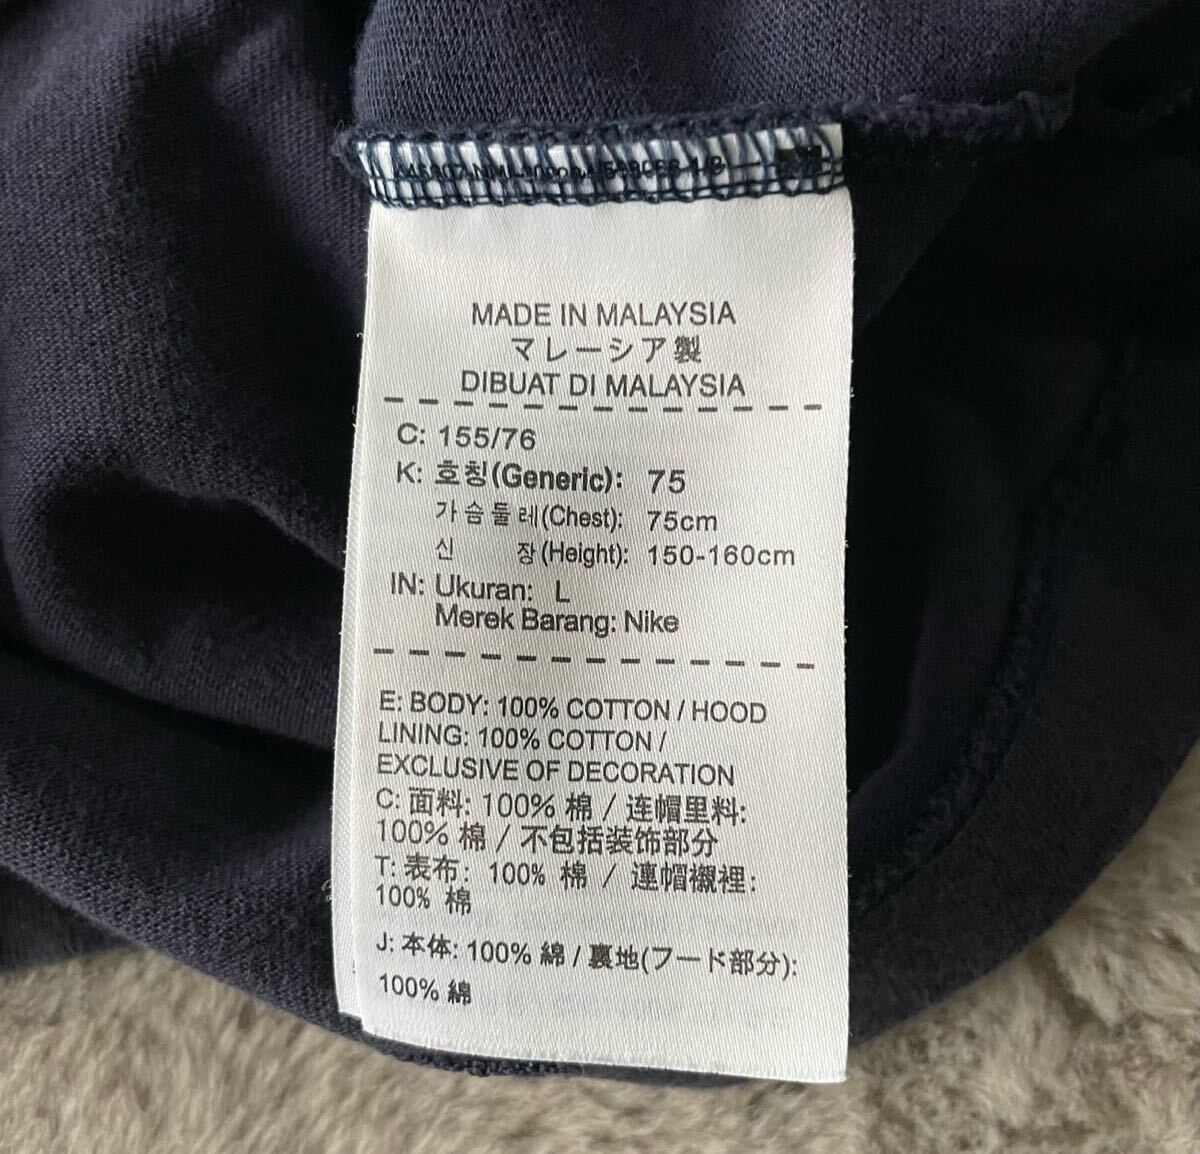 MADE IN MALAYSIA
マレーシア製
DIBUAT DI MALAYSIA
C: 155/76
K: 호칭(Generic): 75
가슴둘레(Chest): 75cm
신 장(Height): 150-160cm
IN: Ukuran: L
Merek Barang: Nike
E: BODY: 100% COTTON / HOOD
LINING: 100% COTTON /
EXCLUSIVE OF DECORATION
C: 面料: 100% 棉 / 连帽里料:
100% 棉 / 不包括装饰部分
T: 表布: 100% 棉 / 連帽襯裡:
100% 棉
J: 本体: 100% 綿 / 裏地(フード部分):
100% 綿